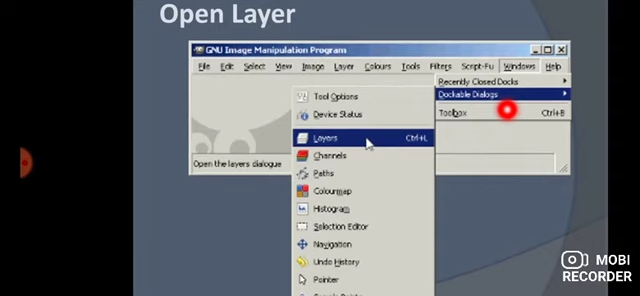 Open Layer
GNU Image Manipulation Program
File Edit Select View Image Layer Colours Tools Filters Script-Fu Windows Help
Recently Closed Docks
Dockable Dialogs
Toolbox Ctrl+B
Tool Options
Device Status
Layers Ctrl+L
Channels
Paths
Colourmap
Histogram
Selection Editor
Navigation
Undo History
Pointer
Open the layers dialogue
MOBI
RECORDER